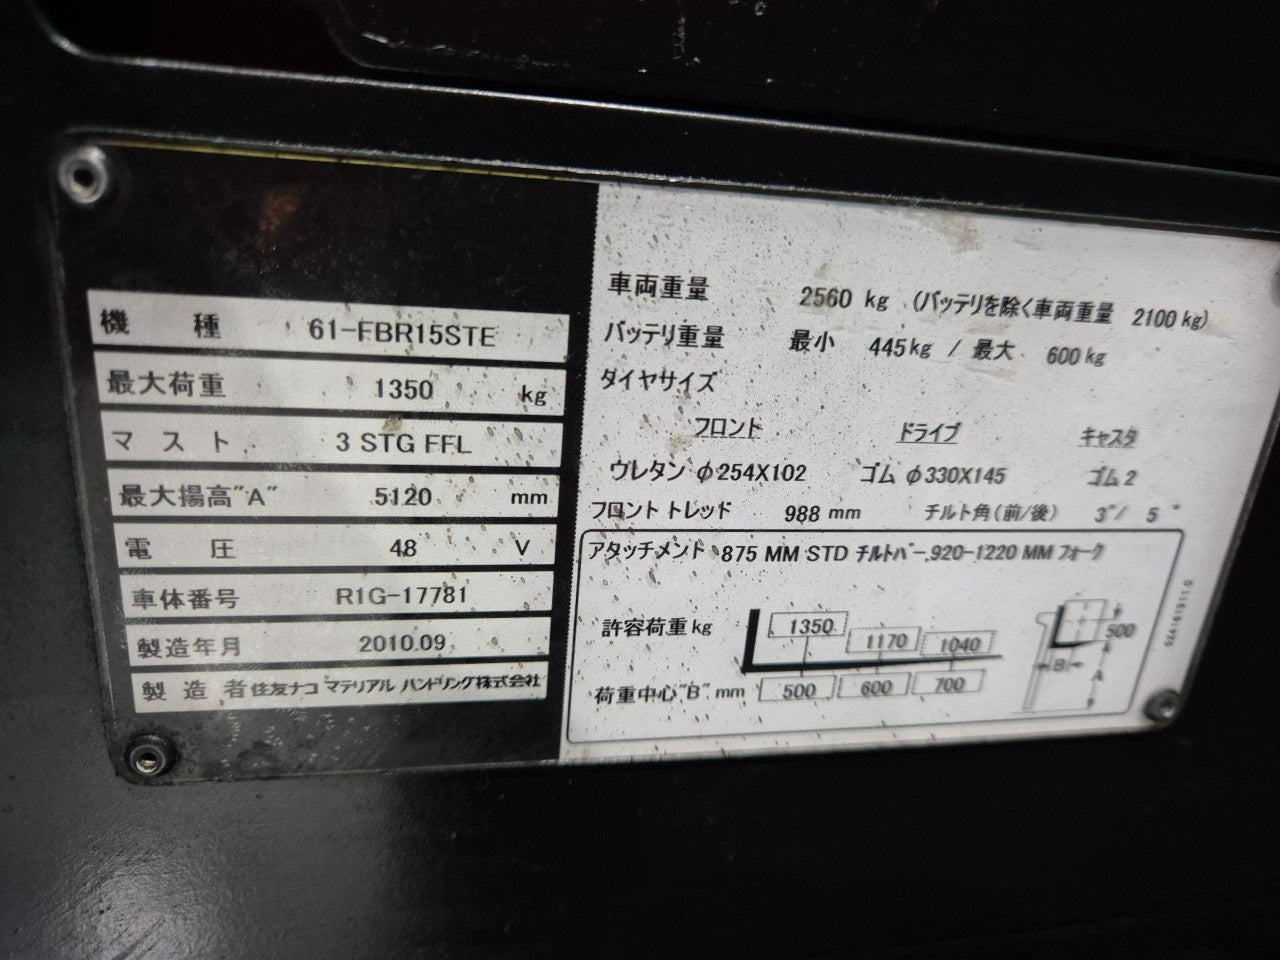 機 種 61-FBR15STE
最大荷重 1350 kg
マスト 3 STG FFL
最大揚高"A" 5120 mm
電 圧 48 V
車体番号 R1G-17781
製造年月 2010.09
製造者 住友ナコ マテリアル ハンドリング株式会社
車両重量 2560 kg (バッテリを除く車両重量 2100 kg)
バッテリ重量 最小 445kg / 最大 600 kg
タイヤサイズ
フロント ドライブ キャスタ
ウレタン φ254X102 ゴム φ330X145 ゴム 2
フロント トレッド 988 mm チルト角(前/後) 3°/ 5°
アタッチメント 875 MM STD チルトバー,920-1220 MM フォーク
許容荷重 kg 1350 1170 1040
荷重中心"B" mm 500 600 700
500
B
A